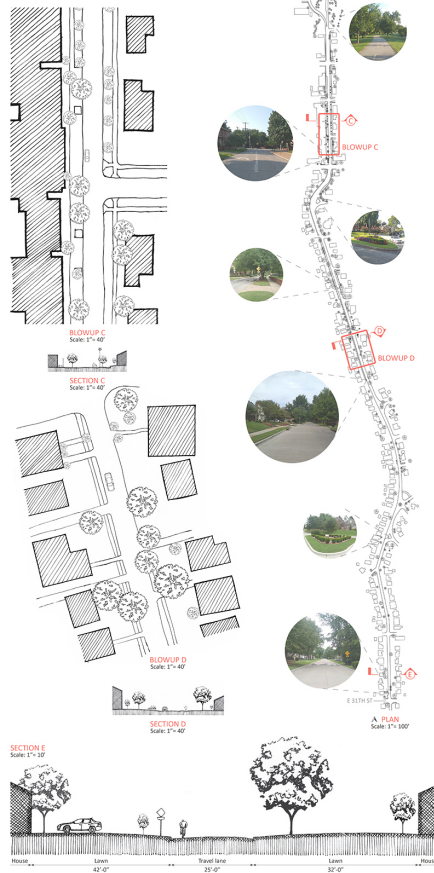 C
BLOWUP C
BLOWUP C
Scale: 1"= 40'
SECTION C
Scale: 1"= 40'
D
BLOWUP D
BLOWUP D
Scale: 1"= 40'
SECTION D
Scale: 1"= 40'
E
E 31TH ST
A PLAN
Scale: 1"= 100'
SECTION E
Scale: 1"= 10'
House
Lawn
Travel lane
Lawn
House
42'-0"
25'-0"
32'-0"